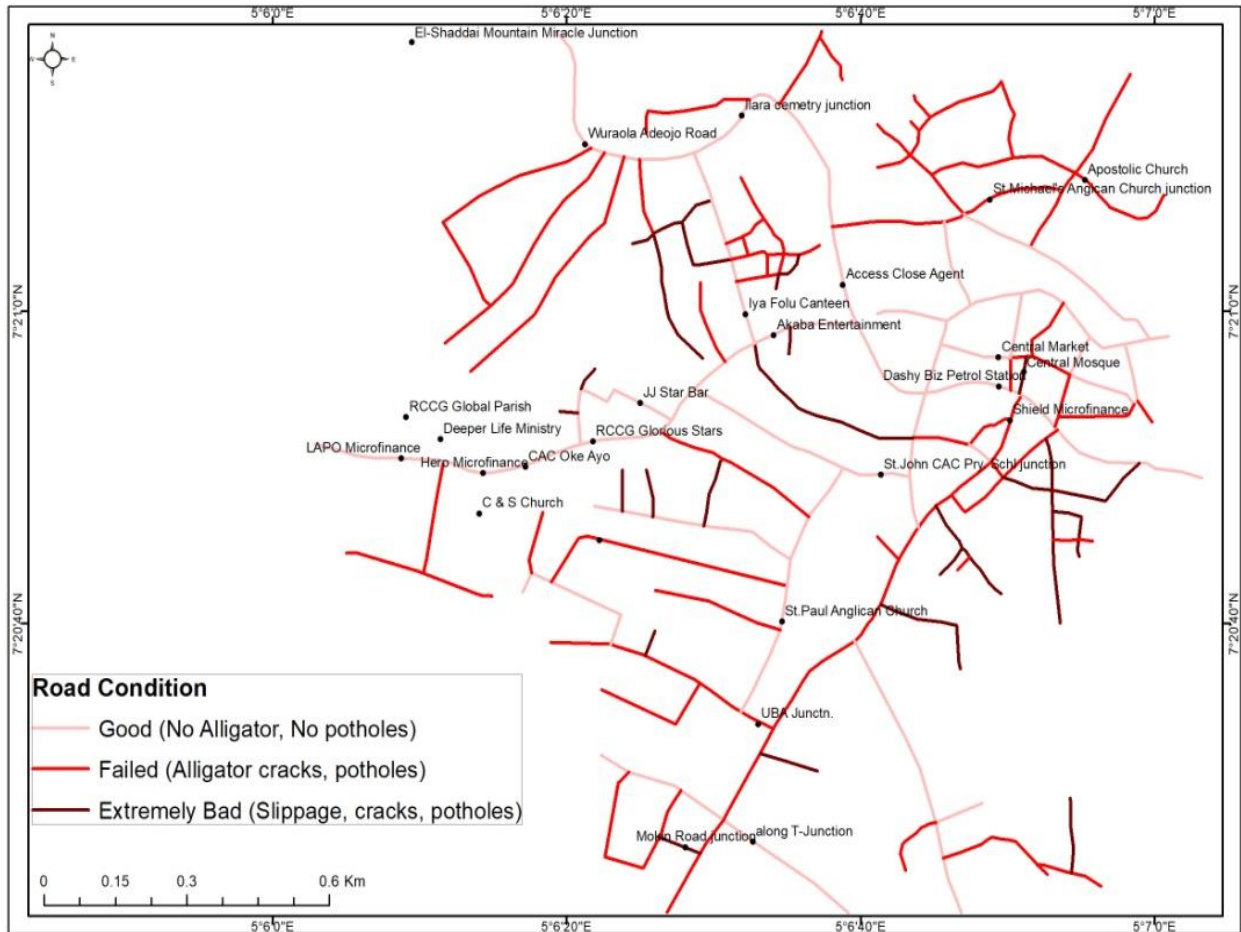 5°6'0"E 5°6'20"E 5°6'40"E 5°7'0"E
N
W E
S
El-Shaddai Mountain Miracle Junction
Ilara cemetry junction
Wuraola Adeojo Road
Apostolic Church
St.Michael's Anglican Church junction
Access Close Agent
7°21'0"N
7°21'0"N
Iya Folu Canteen
Akaba Entertainment
Central Market
Central Mosque
Dashy Biz Petrol Station
JJ Star Bar
RCCG Global Parish
Shield Microfinance
Deeper Life Ministry
RCCG Glorious Stars
LAPO Microfinance
CAC Oke Ayo
Hero Microfinance
St.John CAC Pry. Schl junction
C & S Church
St.Paul Anglican Church
7°20'40"N
7°20'40"N
Road Condition
Good (No Alligator, No potholes)
Failed (Alligator cracks, potholes)
Extremely Bad (Slippage, cracks, potholes)
UBA Junctn.
along T-Junction
Road junction
0 0.15 0.3 0.6 Km
5°6'0"E 5°6'20"E 5°6'40"E 5°7'0"E